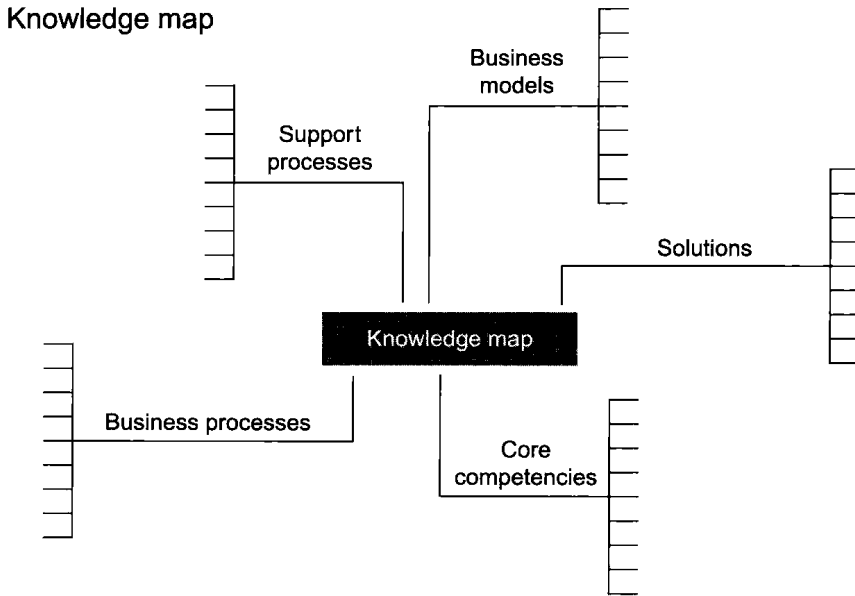 Knowledge map
Business
models
Support
processes
Solutions
Knowledge map
Business processes
Core
competencies